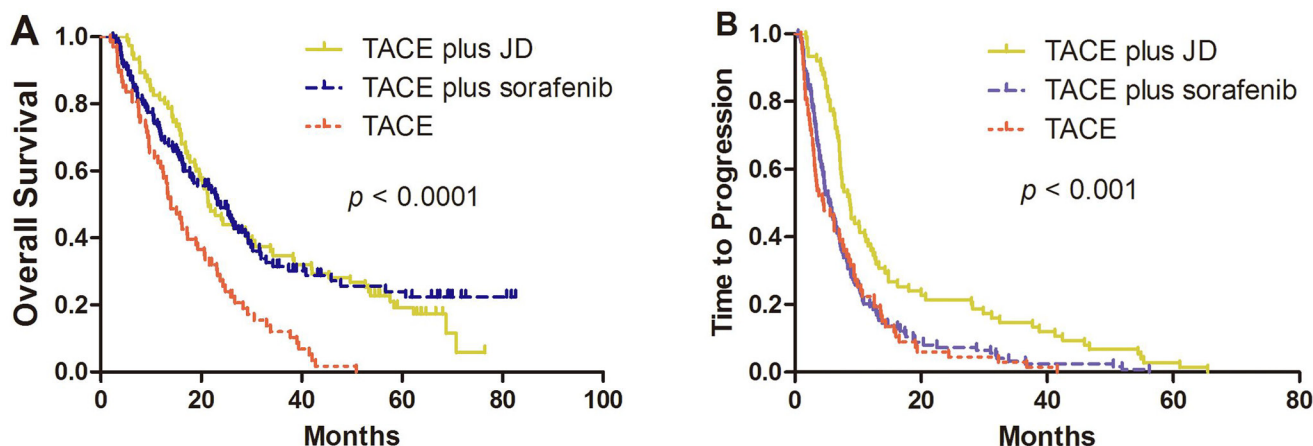 A
Overall Survival
1.0
0.8
0.6
0.4
0.2
0.0
TACE plus JD
TACE plus sorafenib
TACE
p < 0.0001
0 20 40 60 80 100
Months
B
Time to Progression
1.0
0.8
0.6
0.4
0.2
0.0
TACE plus JD
TACE plus sorafenib
TACE
p < 0.001
0 20 40 60 80
Months